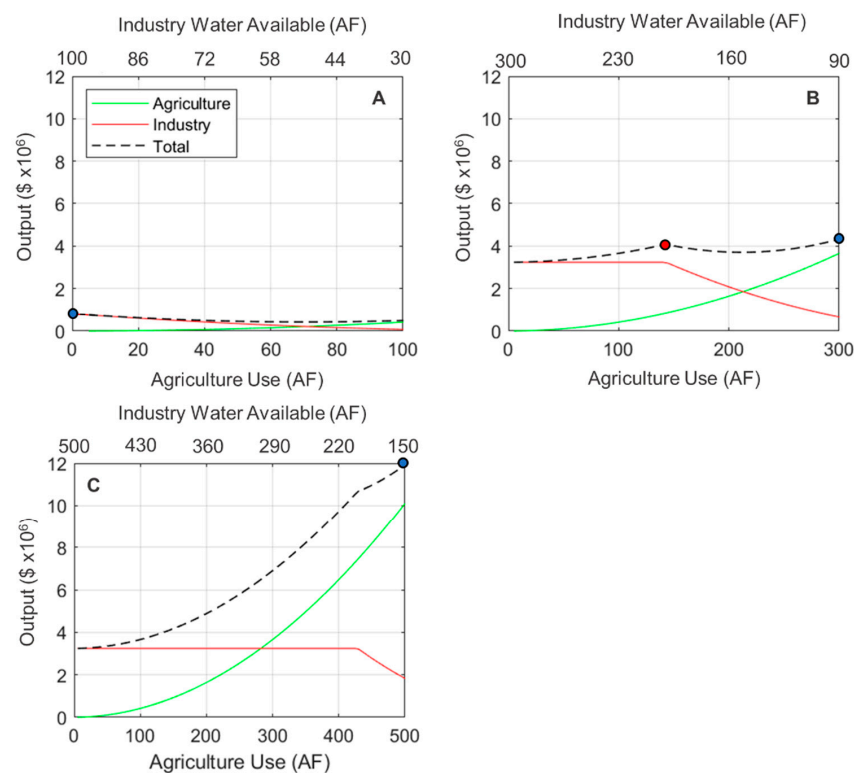 Industry Water Available (AF)
100 86 72 58 44 30
12
10
8
6
4
2
0
Output ($ x10⁶)
A
Agriculture
Industry
Total
0 20 40 60 80 100
Agriculture Use (AF)
Industry Water Available (AF)
300 230 160 90
12
10
8
6
4
2
0
Output ($ x10⁶)
B
0 100 200 300
Agriculture Use (AF)
Industry Water Available (AF)
500 430 360 290 220 150
12
10
8
6
4
2
0
Output ($ x10⁶)
C
0 100 200 300 400 500
Agriculture Use (AF)